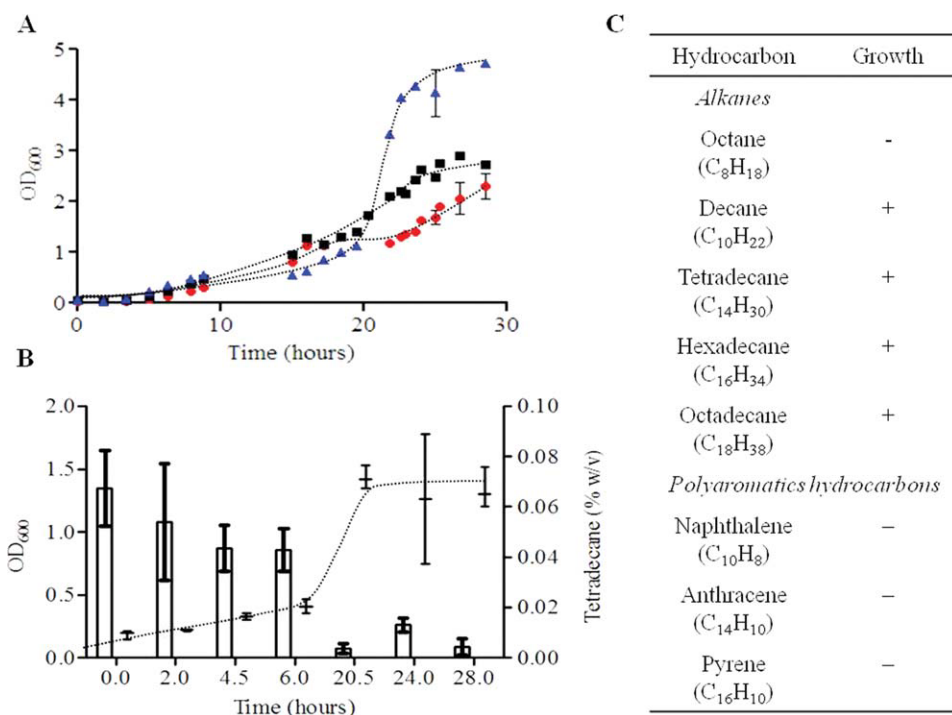 A
OD600
5
4
3
2
1
0
0 10 20 30
Time (hours)
B
OD600
2.0
1.5
1.0
0.5
0.0
0.10
0.08
0.06
0.04
0.02
0.00
Tetradecane (% w/v)
0.0 2.0 4.5 6.0 20.5 24.0 28.0
Time (hours)
C
Hydrocarbon Growth
Alkanes
Octane -
(C8H18)
Decane +
(C10H22)
Tetradecane +
(C14H30)
Hexadecane +
(C16H34)
Octadecane +
(C18H38)
Polyaromatics hydrocarbons
Naphthalene –
(C10H8)
Anthracene –
(C14H10)
Pyrene –
(C16H10)